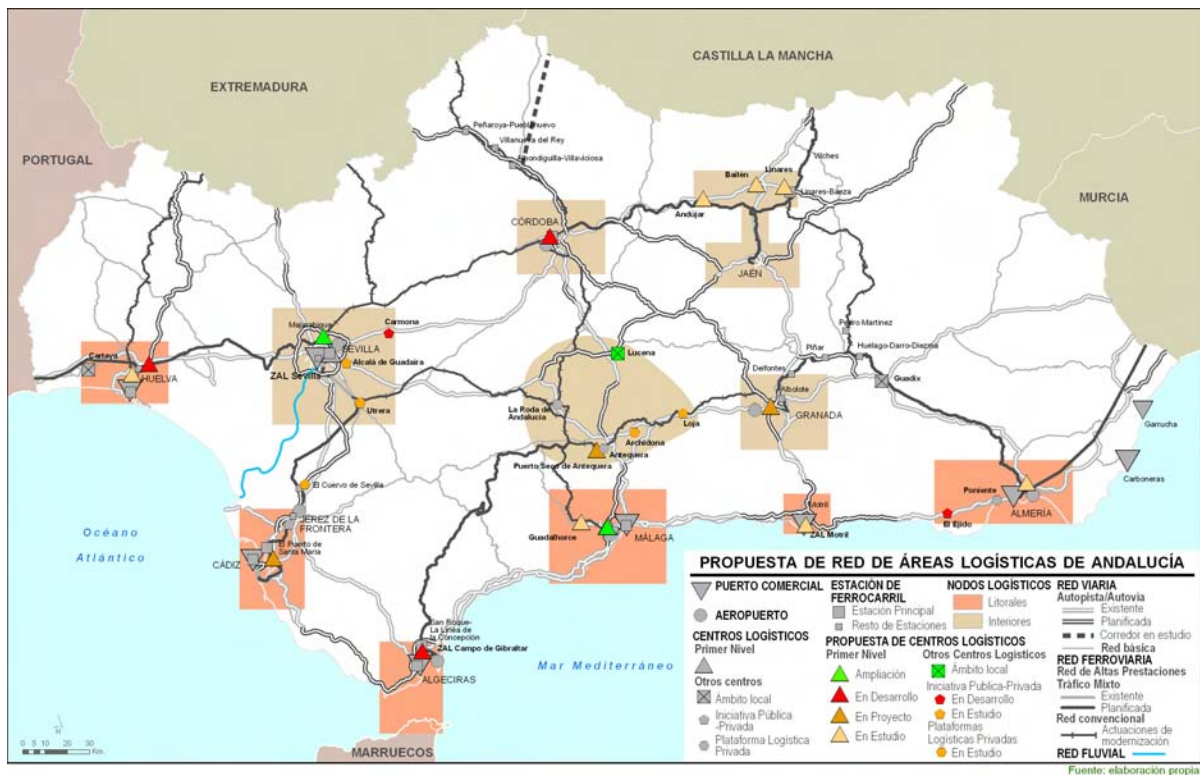 CASTILLA LA MANCHA
EXTREMADURA
PORTUGAL
MURCIA
Peñaroya-Pueblonuevo
Villanueva del Rey
Alhondiguilla-Villaviciosa
Vilches
Bailén
Linares
Linares-Baeza
Andújar
CÓRDOBA
JAÉN
Pedro Martínez
Huelago-Darro-Diezma
Piñar
Deifontes
Guadix
Albolote
GRANADA
Majarabique
Carmona
SEVILLA
Alcalá de Guadaira
ZAL Sevilla
Utrera
Cartaya
HUELVA
Lucena
La Roda de
Andalucía
Loja
Archidona
Antequera
Puerto Seco de Antequera
Garrucha
Carboneras
El Cuervo de Sevilla
JEREZ DE LA
FRONTERA
El Puerto de
Santa María
CÁDIZ
Guadalhorce
MÁLAGA
Motril
ZAL Motril
Poniente
El Ejido
ALMERÍA
San Roque-
La Línea de
la Concepción
ZAL Campo de Gibraltar
ALGECIRAS
MARRUECOS
Océano
Atlántico
Mar Mediterráneo
0 5 10 20 30
Km.
PROPUESTA DE RED DE ÁREAS LOGÍSTICAS DE ANDALUCÍA
PUERTO COMERCIAL
AEROPUERTO
CENTROS LOGÍSTICOS
Primer Nivel
Otros centros
Ámbito local
Iniciativa Pública
-Privada
Plataforma Logística
Privada
ESTACIÓN DE
FERROCARRIL
Estación Principal
Resto de Estaciones
NODOS LOGÍSTICOS
Litorales
Interiores
PROPUESTA DE CENTROS LOGÍSTICOS
Primer Nivel
Ampliación
En Desarrollo
En Proyecto
En Estudio
Otros Centros Logísticos
Ámbito local
Iniciativa Publica-Privada
En Desarrollo
En Estudio
Plataformas
Logísticas Privadas
En Estudio
RED VIARIA
Autopista/Autovía
Existente
Planificada
Corredor en estudio
Red básica
RED FERROVIARIA
Red de Altas Prestaciones
Tráfico Mixto
Existente
Planificada
Red convencional
Actuaciones de
modernización
RED FLUVIAL
Fuente: elaboración propia